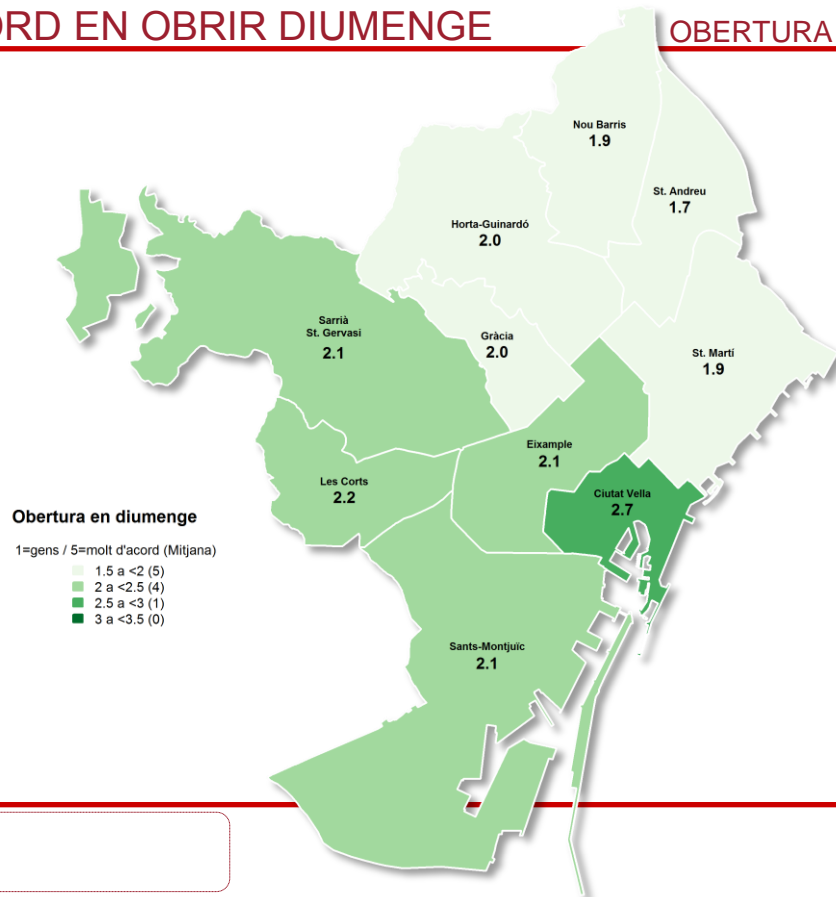 ORD EN OBRIR DIUMENGE
OBERTURA
Nou Barris
1.9
St. Andreu
1.7
Horta-Guinardó
2.0
Sarrià
St. Gervasi
2.1
Gràcia
2.0
St. Martí
1.9
Eixample
2.1
Les Corts
2.2
Ciutat Vella
2.7
Obertura en diumenge
1=gens / 5=molt d'acord (Mitjana)
1.5 a <2 (5)
2 a <2.5 (4)
2.5 a <3 (1)
3 a <3.5 (0)
Sants-Montjuïc
2.1